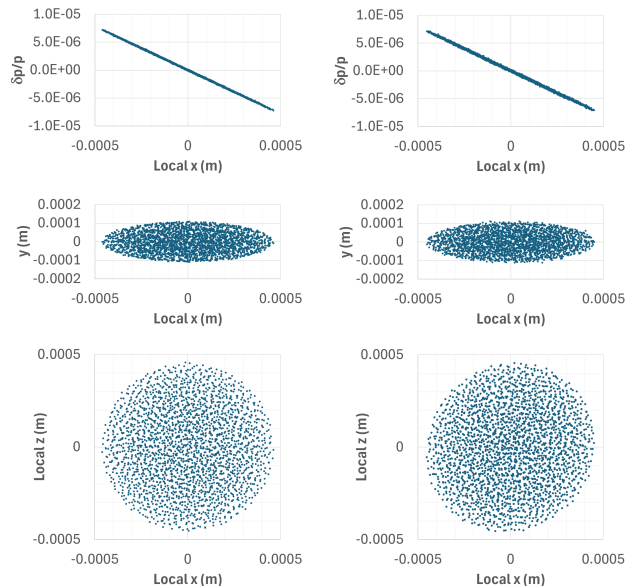 1.0E-05
5.0E-06
0.0E+00
-5.0E-06
-1.0E-05
δp/p
-0.0005 0 0.0005
Local x (m)
1.0E-05
5.0E-06
0.0E+00
-5.0E-06
-1.0E-05
δp/p
-0.0005 0 0.0005
Local x (m)
0.0002
0.0001
0
-0.0001
-0.0002
y (m)
-0.0005 0 0.0005
Local x (m)
0.0002
0.0001
0
-0.0001
-0.0002
y (m)
-0.0005 0 0.0005
Local x (m)
0.0005
0
-0.0005
Local z (m)
-0.0005 0 0.0005
Local x (m)
0.0005
0
-0.0005
Local z (m)
-0.0005 0 0.0005
Local x (m)